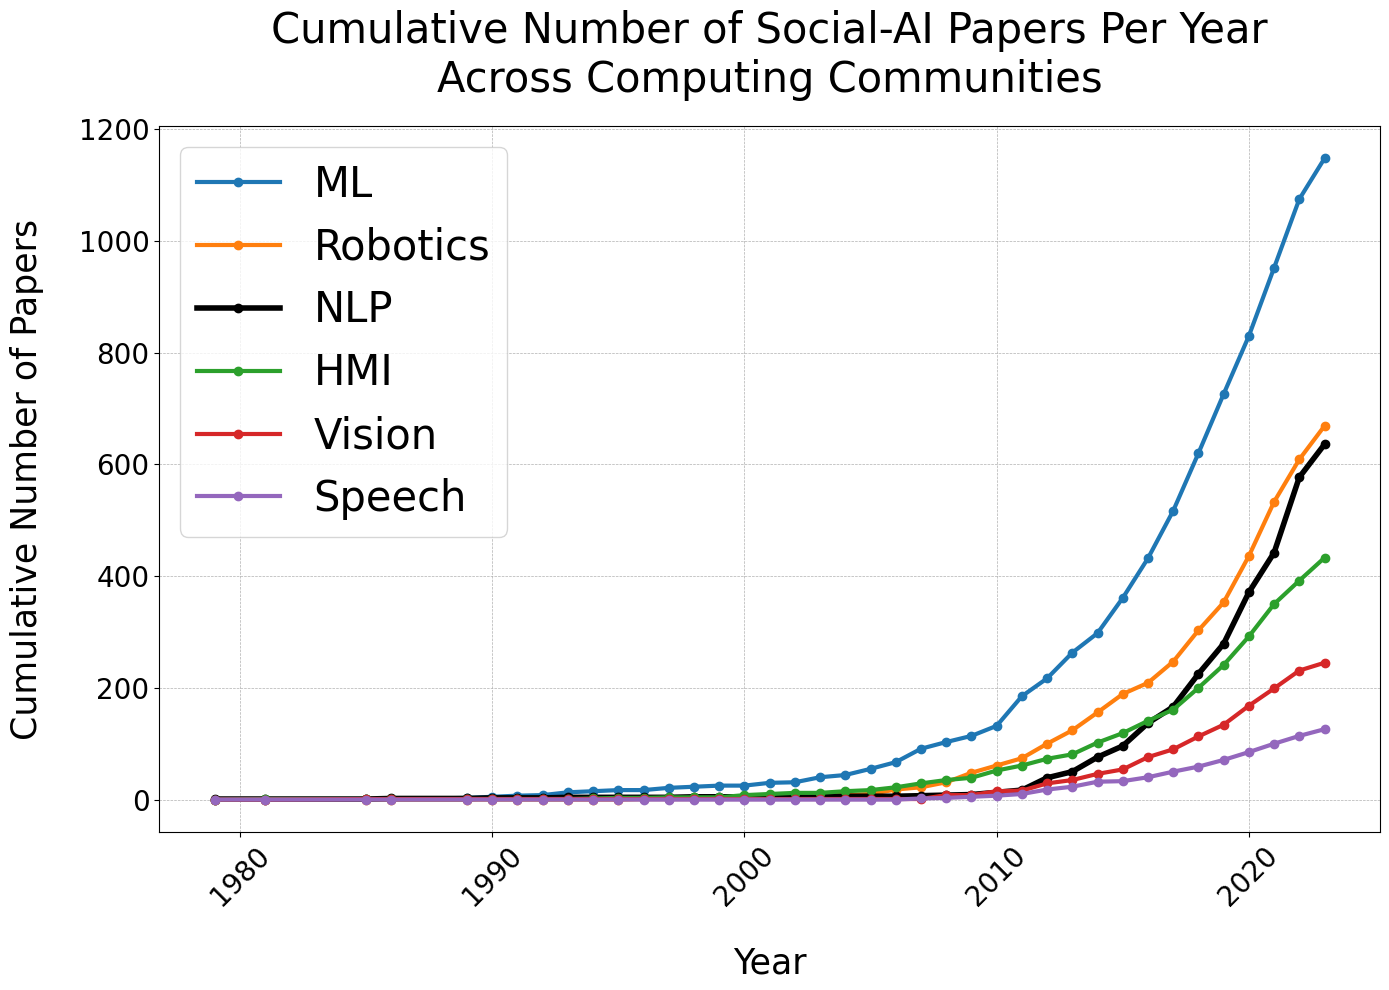 Cumulative Number of Social-AI Papers Per Year
Across Computing Communities
Cumulative Number of Papers
1200
1000
800
600
400
200
0
ML
Robotics
NLP
HMI
Vision
Speech
1980
1990
2000
2010
2020
Year